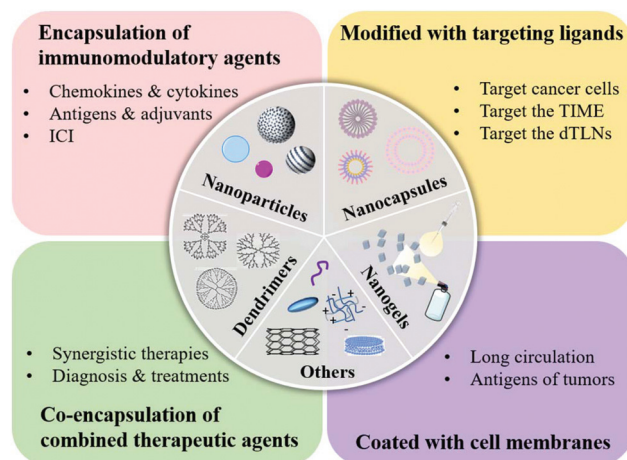 Encapsulation of
immunomodulatory agents
• Chemokines & cytokines
• Antigens & adjuvants
• ICI
Modified with targeting ligands
• Target cancer cells
• Target the TIME
• Target the dTLNs
Nanoparticles
Nanocapsules
Dendrimers
Nanogels
Others
• Synergistic therapies
• Diagnosis & treatments
Co-encapsulation of
combined therapeutic agents
• Long circulation
• Antigens of tumors
Coated with cell membranes